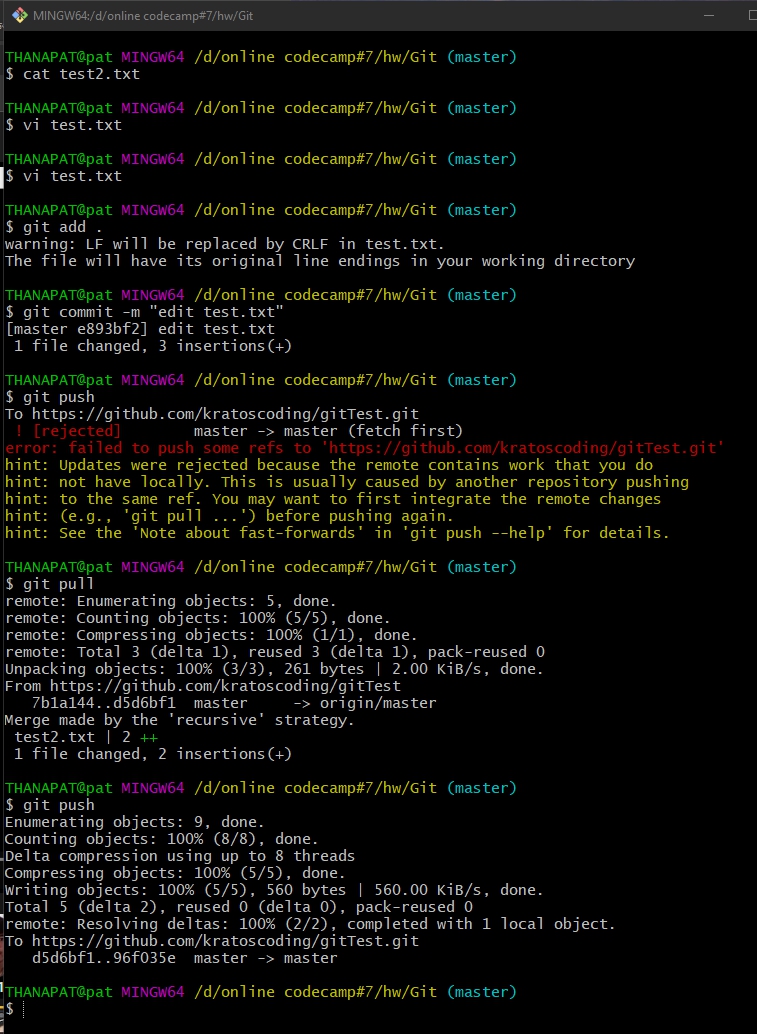 MINGW64:/d/online codecamp#7/hw/Git
THANAPAT@pat MINGW64 /d/online codecamp#7/hw/Git (master)
$ cat test2.txt
THANAPAT@pat MINGW64 /d/online codecamp#7/hw/Git (master)
$ vi test.txt
THANAPAT@pat MINGW64 /d/online codecamp#7/hw/Git (master)
$ vi test.txt
THANAPAT@pat MINGW64 /d/online codecamp#7/hw/Git (master)
$ git add .
warning: LF will be replaced by CRLF in test.txt.
The file will have its original line endings in your working directory
THANAPAT@pat MINGW64 /d/online codecamp#7/hw/Git (master)
$ git commit -m "edit test.txt"
[master e893bf2] edit test.txt
 1 file changed, 3 insertions(+)
THANAPAT@pat MINGW64 /d/online codecamp#7/hw/Git (master)
$ git push
To https://github.com/kratoscoding/gitTest.git
 ! [rejected]        master -> master (fetch first)
error: failed to push some refs to 'https://github.com/kratoscoding/gitTest.git'
hint: Updates were rejected because the remote contains work that you do
hint: not have locally. This is usually caused by another repository pushing
hint: to the same ref. You may want to first integrate the remote changes
hint: (e.g., 'git pull ...') before pushing again.
hint: See the 'Note about fast-forwards' in 'git push --help' for details.
THANAPAT@pat MINGW64 /d/online codecamp#7/hw/Git (master)
$ git pull
remote: Enumerating objects: 5, done.
remote: Counting objects: 100% (5/5), done.
remote: Compressing objects: 100% (1/1), done.
remote: Total 3 (delta 1), reused 3 (delta 1), pack-reused 0
Unpacking objects: 100% (3/3), 261 bytes | 2.00 KiB/s, done.
From https://github.com/kratoscoding/gitTest
   7b1a144..d5d6bf1  master     -> origin/master
Merge made by the 'recursive' strategy.
 test2.txt | 2 ++
 1 file changed, 2 insertions(+)
THANAPAT@pat MINGW64 /d/online codecamp#7/hw/Git (master)
$ git push
Enumerating objects: 9, done.
Counting objects: 100% (8/8), done.
Delta compression using up to 8 threads
Compressing objects: 100% (5/5), done.
Writing objects: 100% (5/5), 560 bytes | 560.00 KiB/s, done.
Total 5 (delta 2), reused 0 (delta 0), pack-reused 0
remote: Resolving deltas: 100% (2/2), completed with 1 local object.
To https://github.com/kratoscoding/gitTest.git
   d5d6bf1..96f035e  master -> master
THANAPAT@pat MINGW64 /d/online codecamp#7/hw/Git (master)
$